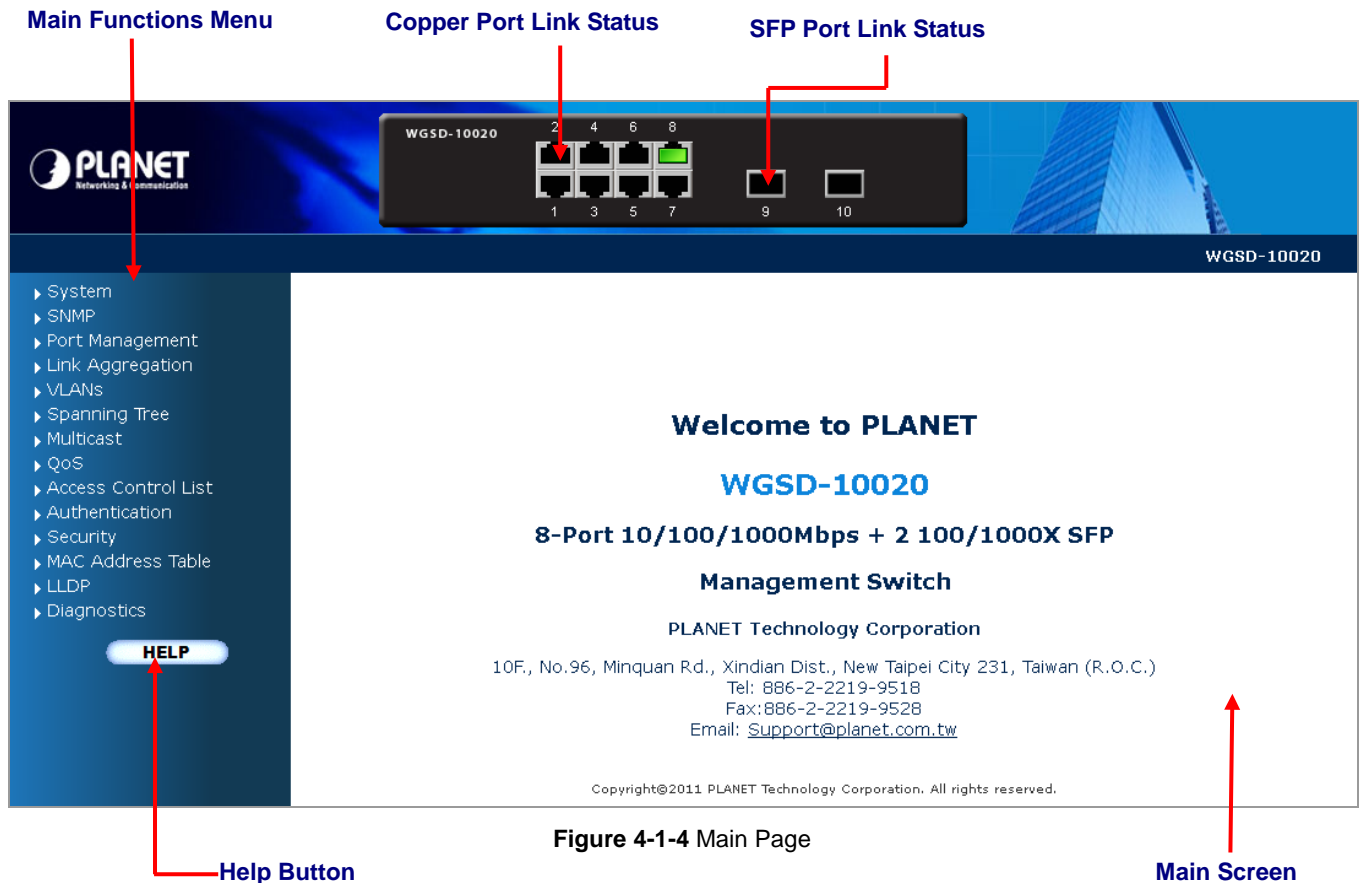 Main Functions Menu
Copper Port Link Status
SFP Port Link Status
PLANET
Networking & Communication
WGSD-10020
2 4 6 8
1 3 5 7 9 10
WGSD-10020
System
SNMP
Port Management
Link Aggregation
VLANs
Spanning Tree
Multicast
QoS
Access Control List
Authentication
Security
MAC Address Table
LLDP
Diagnostics
HELP
Welcome to PLANET
WGSD-10020
8-Port 10/100/1000Mbps + 2 100/1000X SFP
Management Switch
PLANET Technology Corporation
10F., No.96, Minquan Rd., Xindian Dist., New Taipei City 231, Taiwan (R.O.C.)
Tel: 886-2-2219-9518
Fax:886-2-2219-9528
Email: Support@planet.com.tw
Copyright@2011 PLANET Technology Corporation. All rights reserved.
Figure 4-1-4 Main Page
Help Button
Main Screen